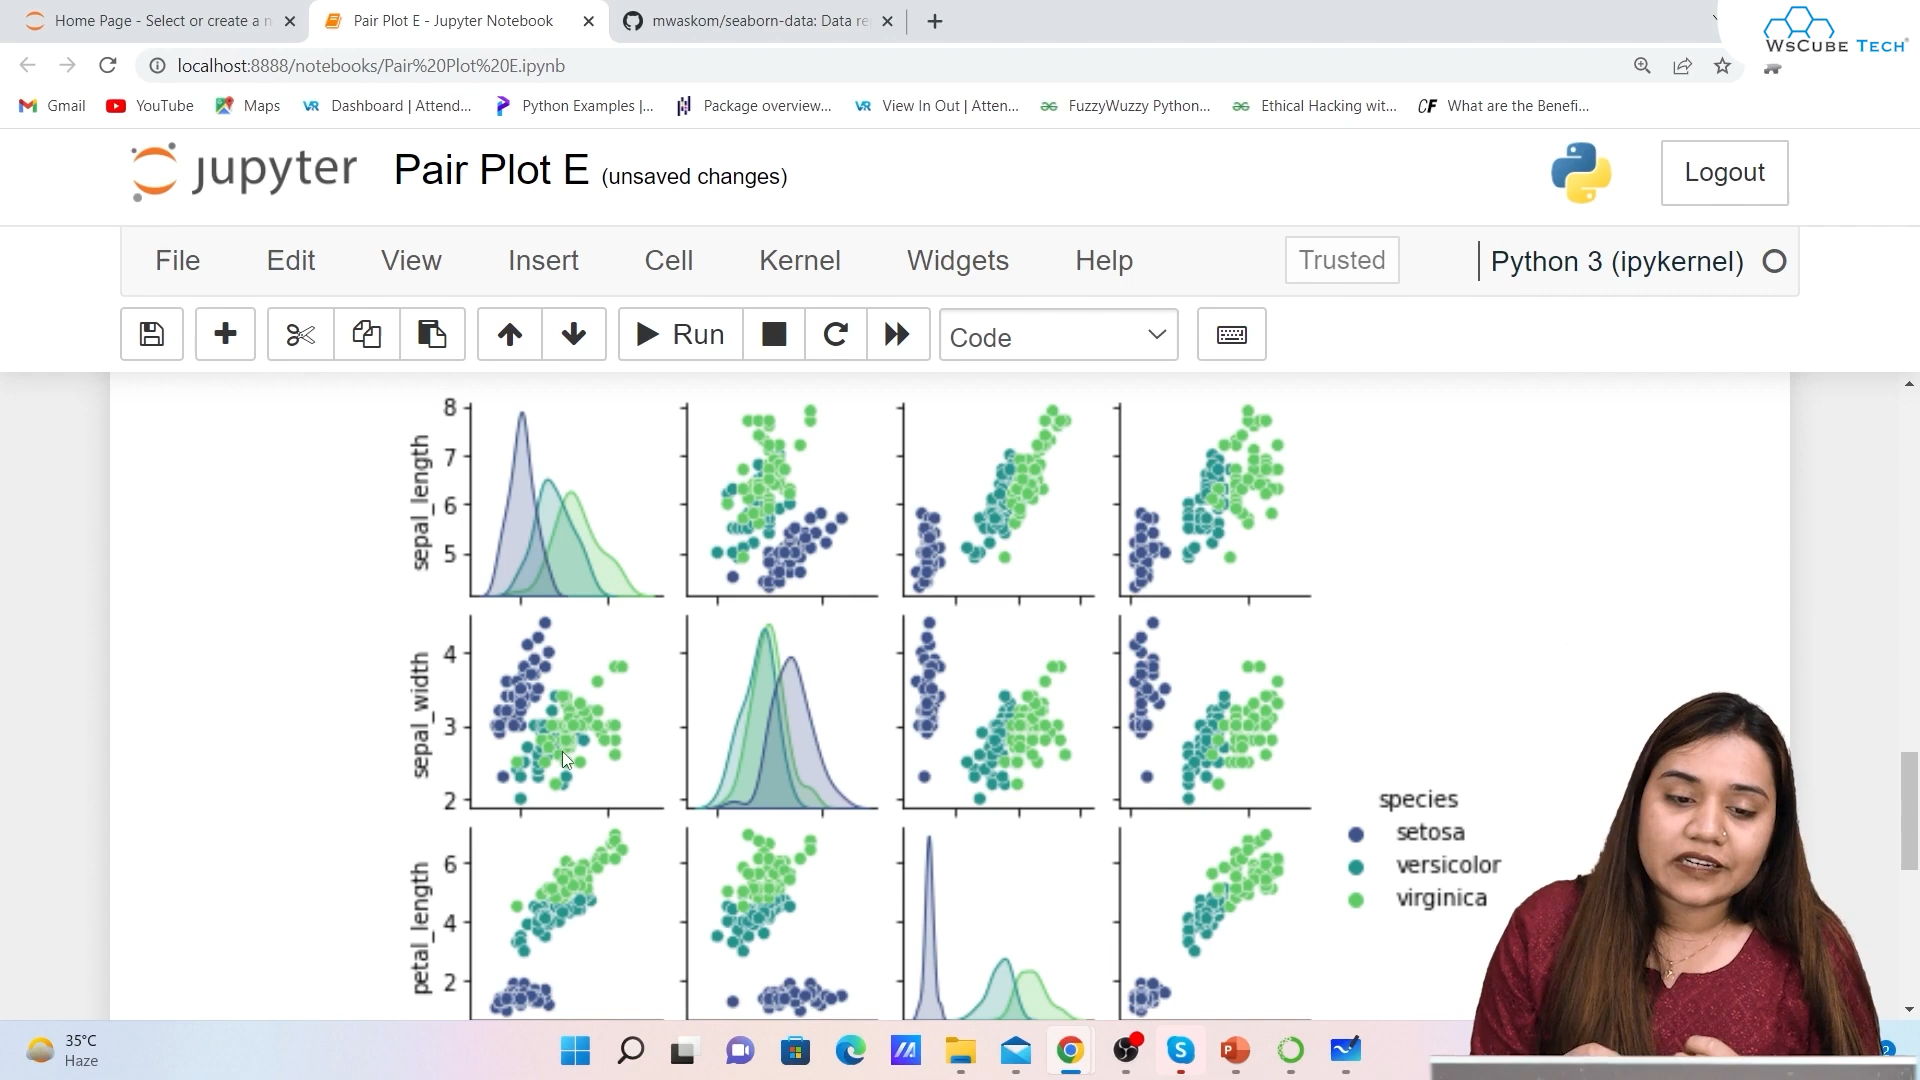 Home Page - Select or create a n
Pair Plot E - Jupyter Notebook
mwaskom/seaborn-data: Data re
WsCube Tech
localhost:8888/notebooks/Pair%20Plot%20E.ipynb
Gmail
YouTube
Maps
VR Dashboard | Attend...
Python Examples |...
Package overview...
VR View In Out | Atten...
FuzzyWuzzy Python...
Ethical Hacking wit...
CF What are the Benefi...
jupyter Pair Plot E (unsaved changes)
Logout
File Edit View Insert Cell Kernel Widgets Help
Trusted
Python 3 (ipykernel)
Run
Code
sepal_length
8
7
6
5
sepal_width
4
3
2
petal_length
6
4
2
species
setosa
versicolor
virginica
35°C
Haze
2